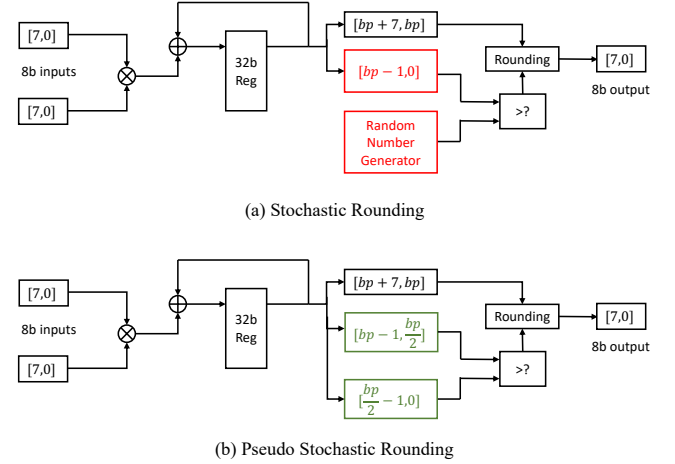 [7,0]
8b inputs
[7,0]
32b
Reg
[bp + 7, bp]
[bp − 1,0]
Random
Number
Generator
Rounding
>?
[7,0]
8b output
(a) Stochastic Rounding
[7,0]
8b inputs
[7,0]
32b
Reg
[bp + 7, bp]
[bp − 1, bp/2]
[bp/2 − 1,0]
Rounding
>?
[7,0]
8b output
(b) Pseudo Stochastic Rounding